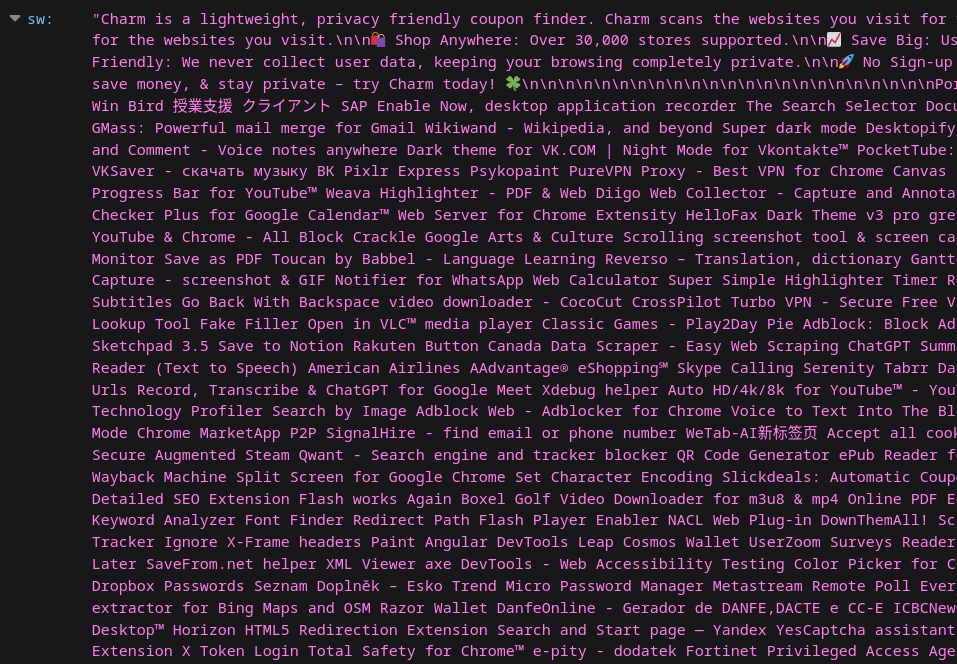 sw: "Charm is a lightweight, privacy friendly coupon finder. Charm scans the websites you visit for
for the websites you visit.\n\n🛍️ Shop Anywhere: Over 30,000 stores supported.\n\n📈 Save Big: Us
Friendly: We never collect user data, keeping your browsing completely private.\n\n🚀 No Sign-up
save money, & stay private – try Charm today! 🍀\n\n\n\n\n\n\n\n\n\n\n\n\n\n\n\n\n\n\n\n\n\n\nPor
Win Bird 授業支援 クライアント SAP Enable Now, desktop application recorder The Search Selector Docu
GMass: Powerful mail merge for Gmail Wikiwand - Wikipedia, and beyond Super dark mode Desktopify
and Comment - Voice notes anywhere Dark theme for VK.COM | Night Mode for Vkontakte™ PocketTube:
VKSaver - скачать музыку ВК Pixlr Express Psykopaint PureVPN Proxy - Best VPN for Chrome Canvas
Progress Bar for YouTube™ Weava Highlighter - PDF & Web Diigo Web Collector - Capture and Annota
Checker Plus for Google Calendar™ Web Server for Chrome Extensity HelloFax Dark Theme v3 pro gre
YouTube & Chrome - All Block Crackle Google Arts & Culture Scrolling screenshot tool & screen ca
Monitor Save as PDF Toucan by Babbel - Language Learning Reverso – Translation, dictionary Gantt
Capture - screenshot & GIF Notifier for WhatsApp Web Calculator Super Simple Highlighter Timer R
Subtitles Go Back With Backspace video downloader - CocoCut CrossPilot Turbo VPN - Secure Free V
Lookup Tool Fake Filler Open in VLC™ media player Classic Games - Play2Day Pie Adblock: Block Ad
Sketchpad 3.5 Save to Notion Rakuten Button Canada Data Scraper - Easy Web Scraping ChatGPT Summ
Reader (Text to Speech) American Airlines AAdvantage® eShopping℠ Skype Calling Serenity Tabrr Da
Urls Record, Transcribe & ChatGPT for Google Meet Xdebug helper Auto HD/4k/8k for YouTube™ - You
Technology Profiler Search by Image Adblock Web - Adblocker for Chrome Voice to Text Into The Bl
Mode Chrome MarketApp P2P SignalHire - find email or phone number WeTab-AI新标签页 Accept all cook
Secure Augmented Steam Qwant - Search engine and tracker blocker QR Code Generator ePub Reader f
Wayback Machine Split Screen for Google Chrome Set Character Encoding Slickdeals: Automatic Coup
Detailed SEO Extension Flash works Again Boxel Golf Video Downloader for m3u8 & mp4 Online PDF E
Keyword Analyzer Font Finder Redirect Path Flash Player Enabler NACL Web Plug-in DownThemAll! Sc
Tracker Ignore X-Frame headers Paint Angular DevTools Leap Cosmos Wallet UserZoom Surveys Reader
Later SaveFrom.net helper XML Viewer axe DevTools - Web Accessibility Testing Color Picker for C
Dropbox Passwords Seznam Doplněk – Esko Trend Micro Password Manager Metastream Remote Poll Ever
extractor for Bing Maps and OSM Razor Wallet DanfeOnline - Gerador de DANFE,DACTE e CC-E ICBCNew
Desktop™ Horizon HTML5 Redirection Extension Search and Start page — Yandex YesCaptcha assistant
Extension X Token Login Total Safety for Chrome™ e-pity - dodatek Fortinet Privileged Access Age